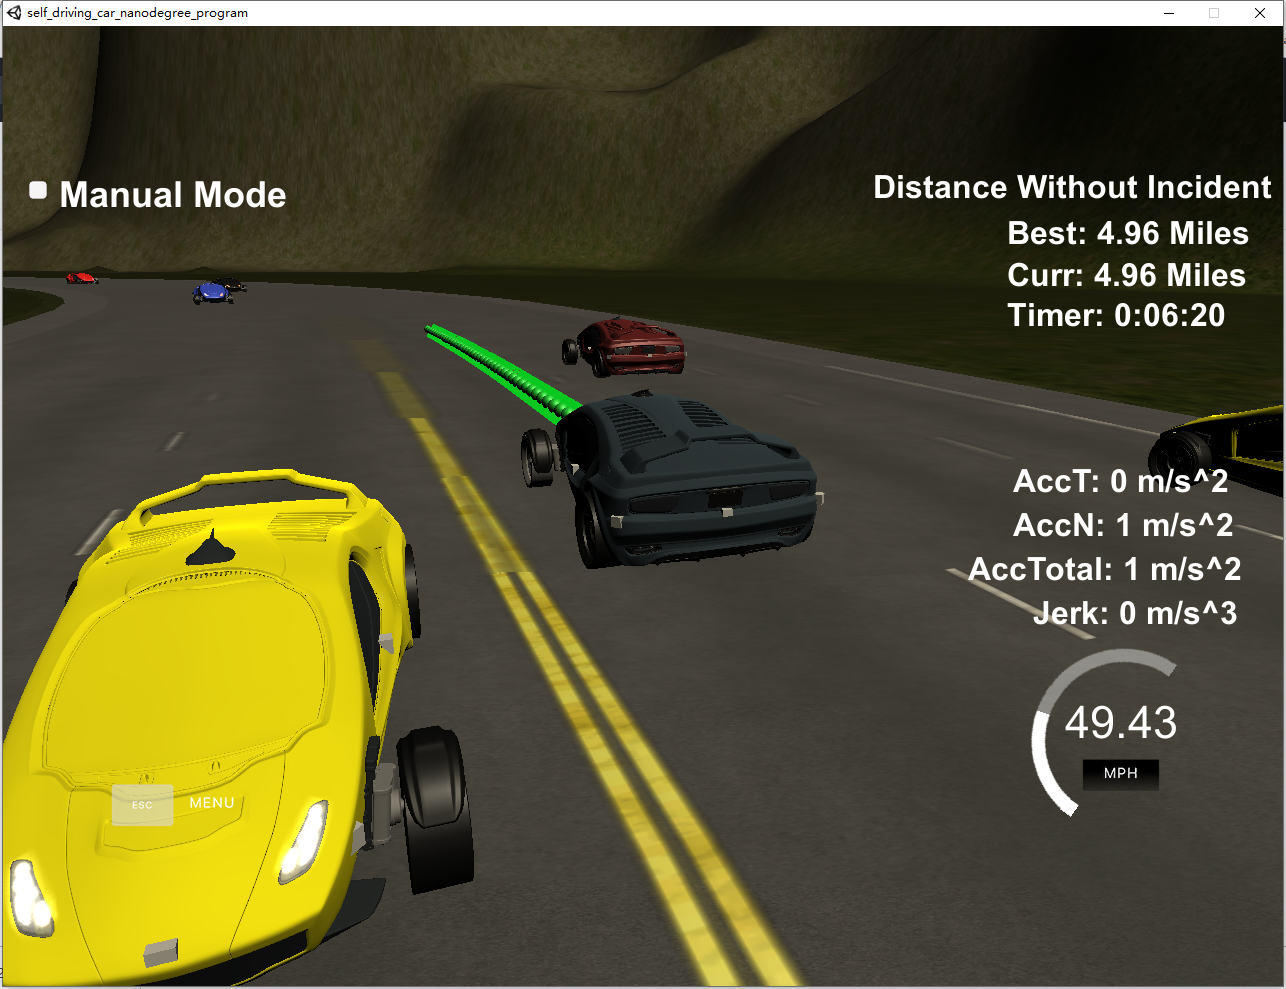 self_driving_car_nanodegree_program
Manual Mode
Distance Without Incident
Best: 4.96 Miles
Curr: 4.96 Miles
Timer: 0:06:20
AccT: 0 m/s^2
AccN: 1 m/s^2
AccTotal: 1 m/s^2
Jerk: 0 m/s^3
49.43
MPH
ESC MENU